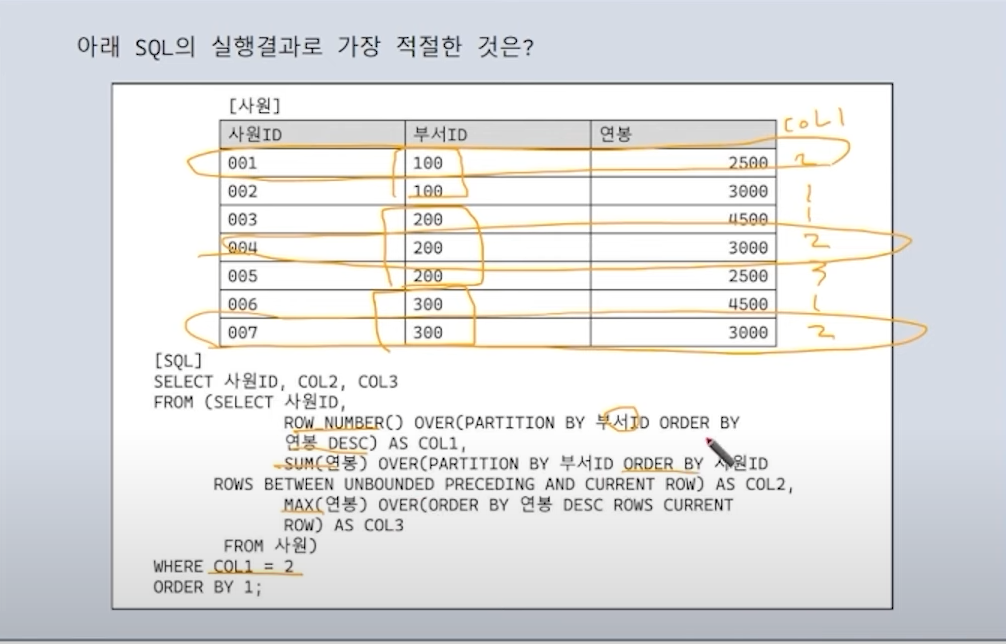 아래 SQL의 실행결과로 가장 적절한 것은?
[사원]
COL1
사원ID 부서ID 연봉
001 100 2500 2
002 100 3000 1
003 200 4500 1
004 200 3000 2
005 200 2500 3
006 300 4500 1
007 300 3000 2
[SQL]
SELECT 사원ID, COL2, COL3
FROM (SELECT 사원ID,
ROW_NUMBER() OVER(PARTITION BY 부서ID ORDER BY
연봉 DESC) AS COL1,
SUM(연봉) OVER(PARTITION BY 부서ID ORDER BY 사원ID
ROWS BETWEEN UNBOUNDED PRECEDING AND CURRENT ROW) AS COL2,
MAX(연봉) OVER(ORDER BY 연봉 DESC ROWS CURRENT
ROW) AS COL3
FROM 사원)
WHERE COL1 = 2
ORDER BY 1;